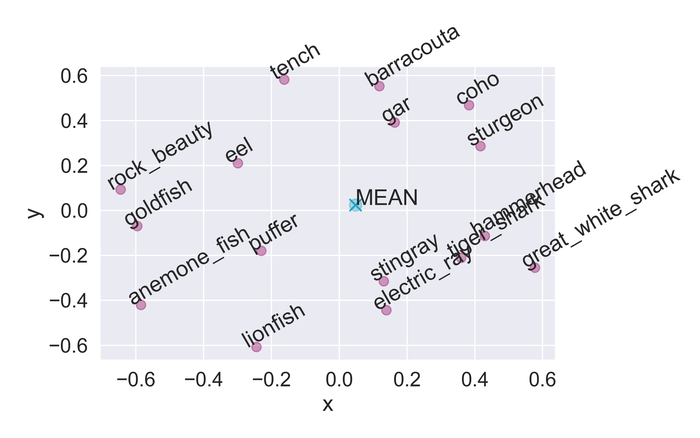 tench
barracouta
coho
gar
sturgeon
eel
rock_beauty
goldfish
MEAN
hammerhead
tiger_shark
great_white_shark
puffer
anemone_fish
stingray
electric_ray
lionfish
0.6
0.4
0.2
0.0
−0.2
−0.4
−0.6
y
−0.6 −0.4 −0.2 0.0 0.2 0.4 0.6
x